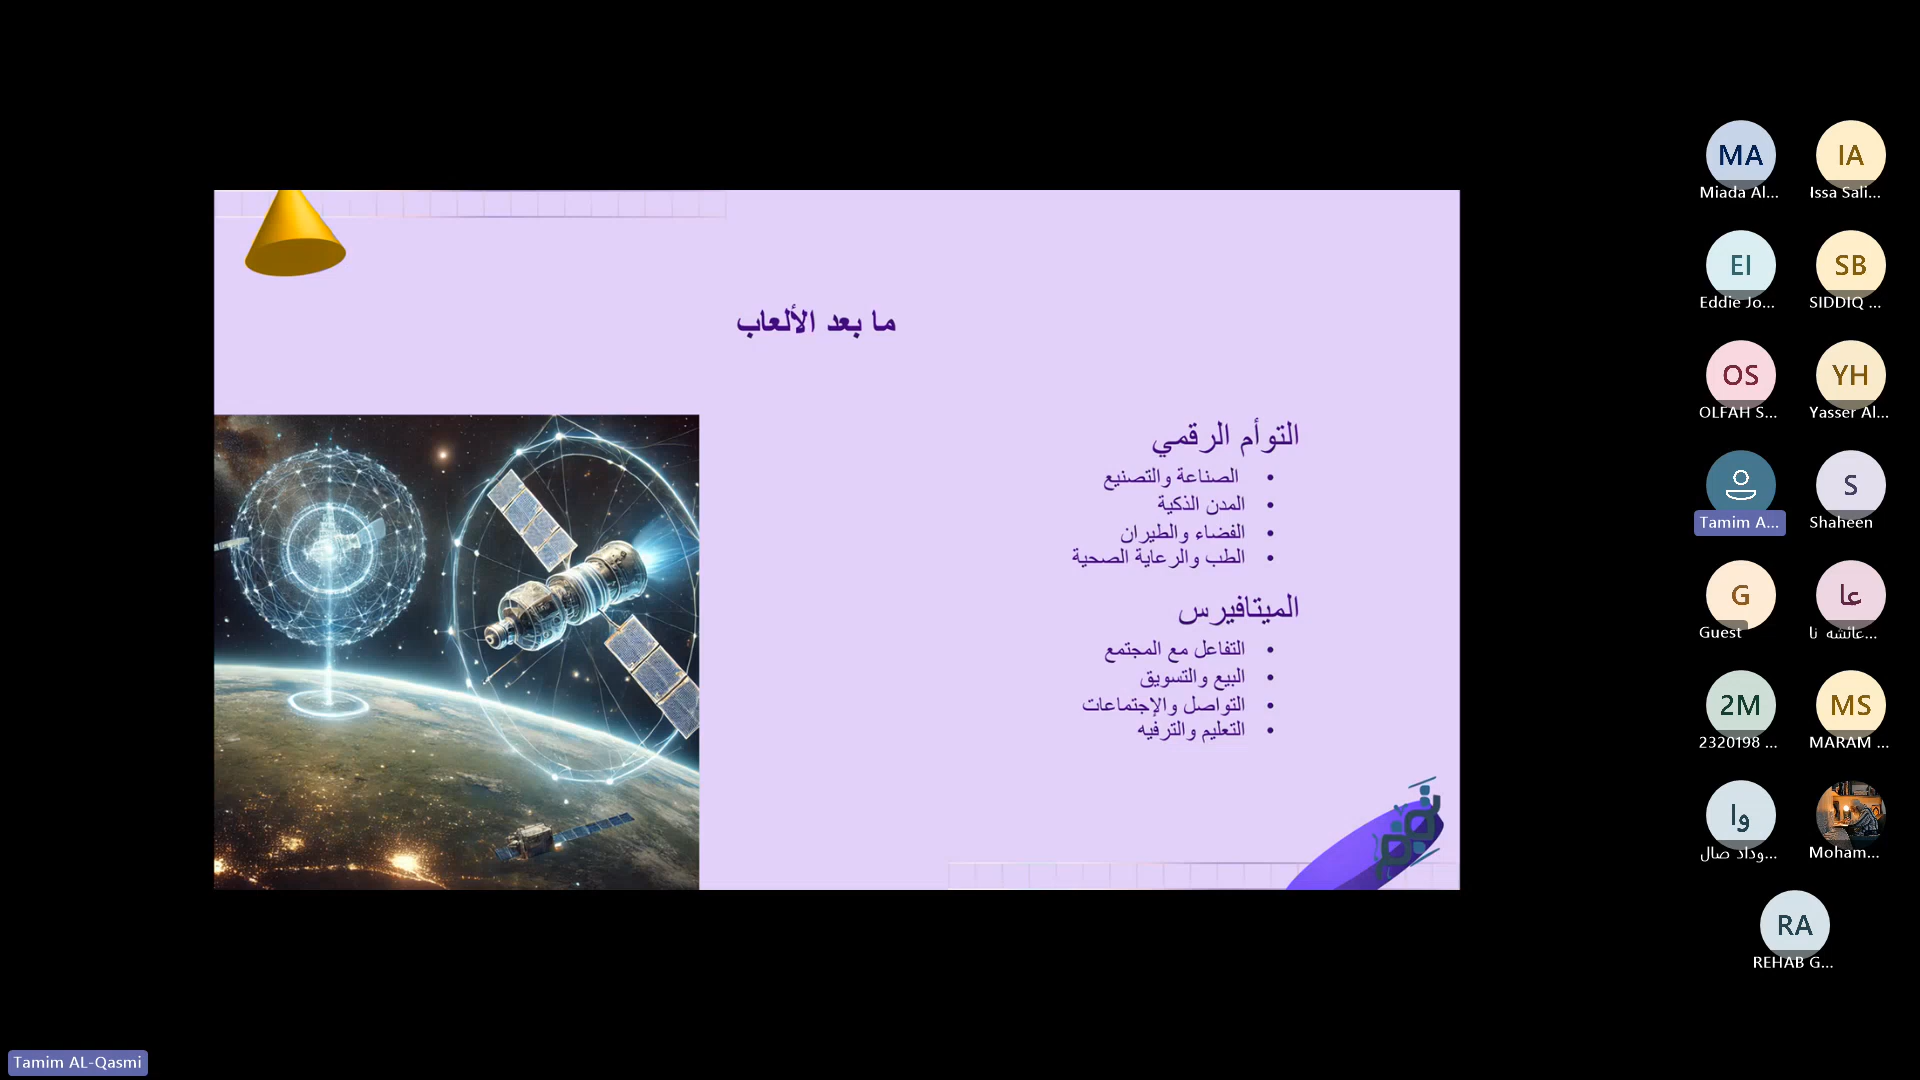 ما بعد الألعاب
التوأم الرقمي
• الصناعة والتصنيع
• المدن الذكية
• الفضاء والطيران
• الطب والرعاية الصحية
الميتافيرس
• التفاعل مع المجتمع
• البيع والتسويق
• التواصل والإجتماعات
• التعليم والترفيه
MA
Miada Al...
IA
Issa Sali...
EI
Eddie Jo...
SB
SIDDIQ ...
OS
OLFAH S...
YH
Yasser Al...
Tamim A...
S
Shaheen
G
Guest
عا
عائشه نا...
2M
2320198 ...
MS
MARAM ...
وا
وداد صال...
Moham...
RA
REHAB G...
Tamim AL-Qasmi